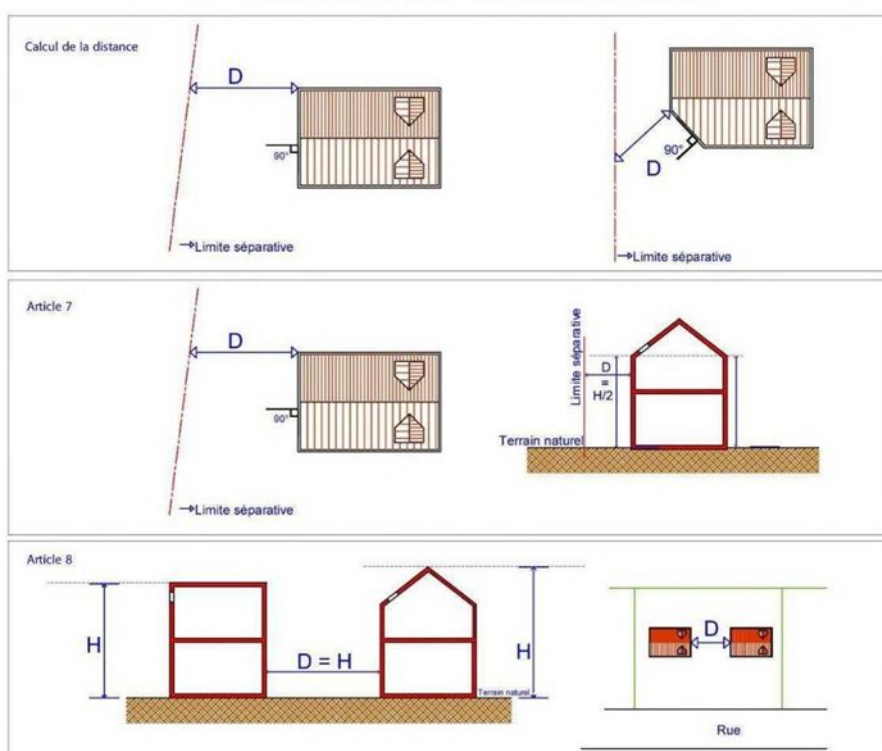 Calcul de la distance
D
90°
Limite séparative
D
90°
Limite séparative
Article 7
D
90°
Limite séparative
Limite séparative
D
=
H/2
Terrain naturel
Article 8
H
D = H
H
Terrain naturel
D
Rue